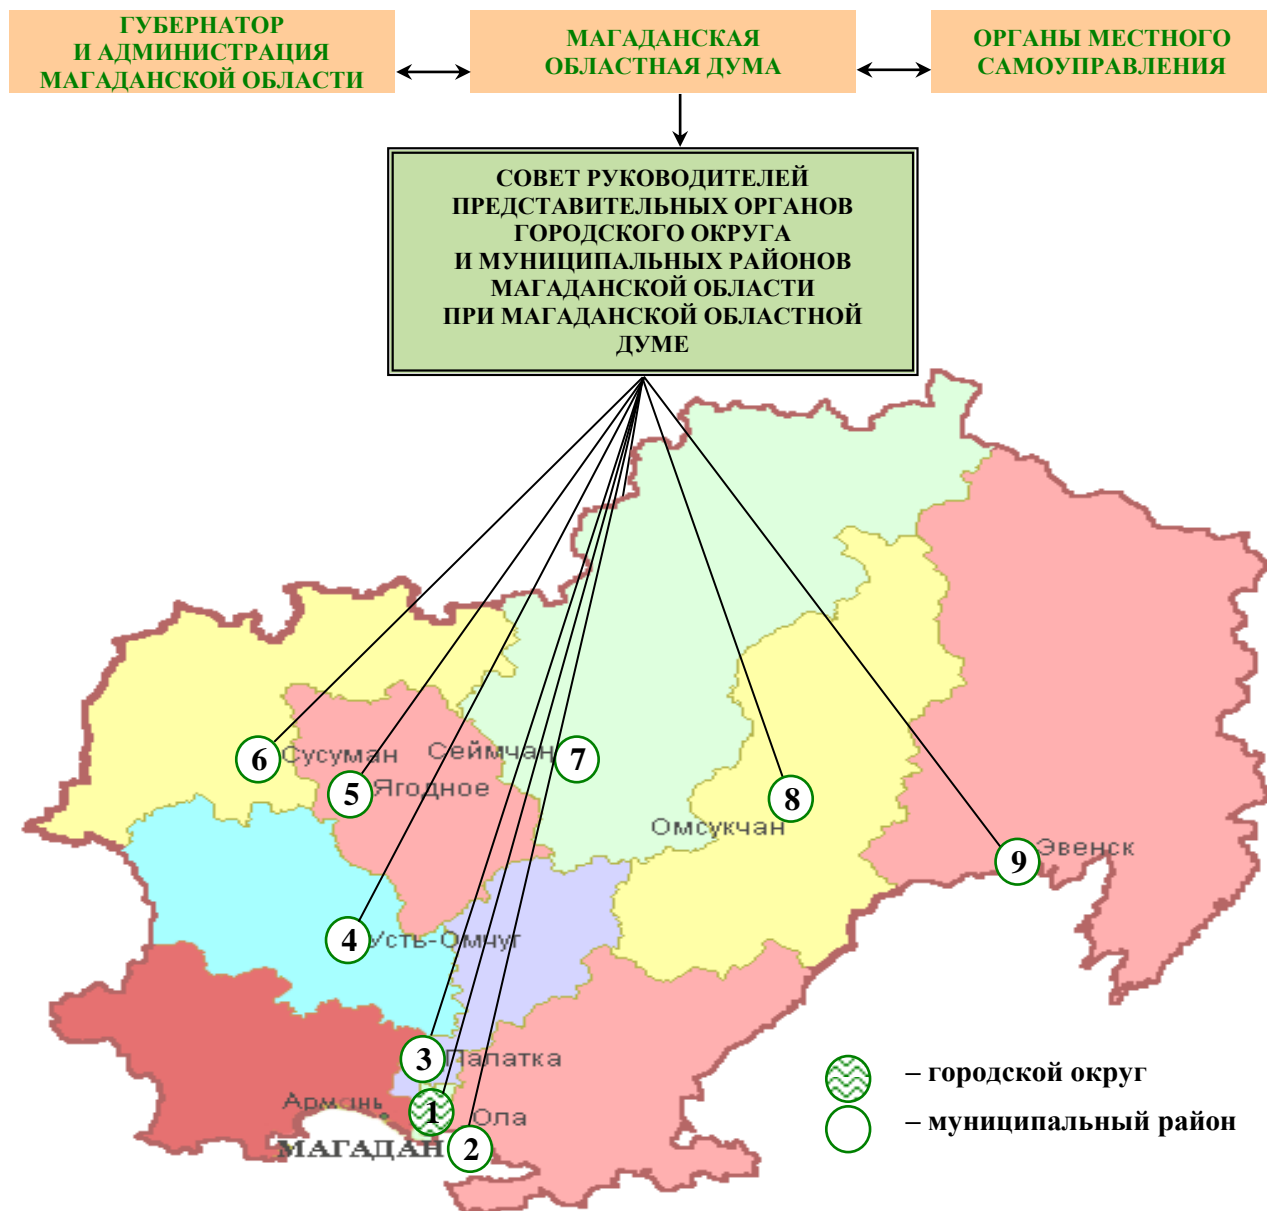 ГУБЕРНАТОР
И АДМИНИСТРАЦИЯ
МАГАДАНСКОЙ ОБЛАСТИ
МАГАДАНСКАЯ
ОБЛАСТНАЯ ДУМА
ОРГАНЫ МЕСТНОГО
САМОУПРАВЛЕНИЯ
СОВЕТ РУКОВОДИТЕЛЕЙ
ПРЕДСТАВИТЕЛЬНЫХ ОРГАНОВ
ГОРОДСКОГО ОКРУГА
И МУНИЦИПАЛЬНЫХ РАЙОНОВ
МАГАДАНСКОЙ ОБЛАСТИ
ПРИ МАГАДАНСКОЙ ОБЛАСТНОЙ
ДУМЕ
6 Сусуман
Сеймчан 7
5 Ягодное
8
Омсукчан
9 Эвенск
4 Усть-Омчуг
3 Палатка
Армань
1
Ола
МАГАДАН
2
– городской округ
– муниципальный район